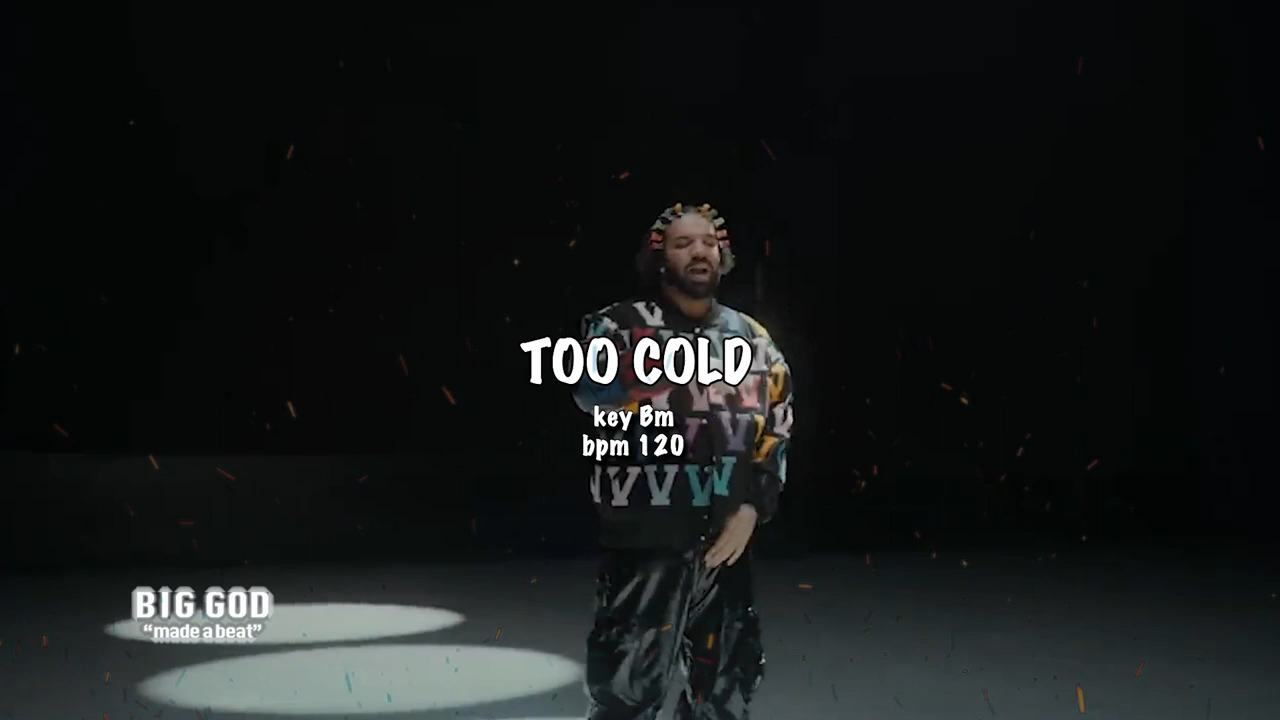 TOO COLD
key Bm
bpm 120
BIG GOD
“made a beat”